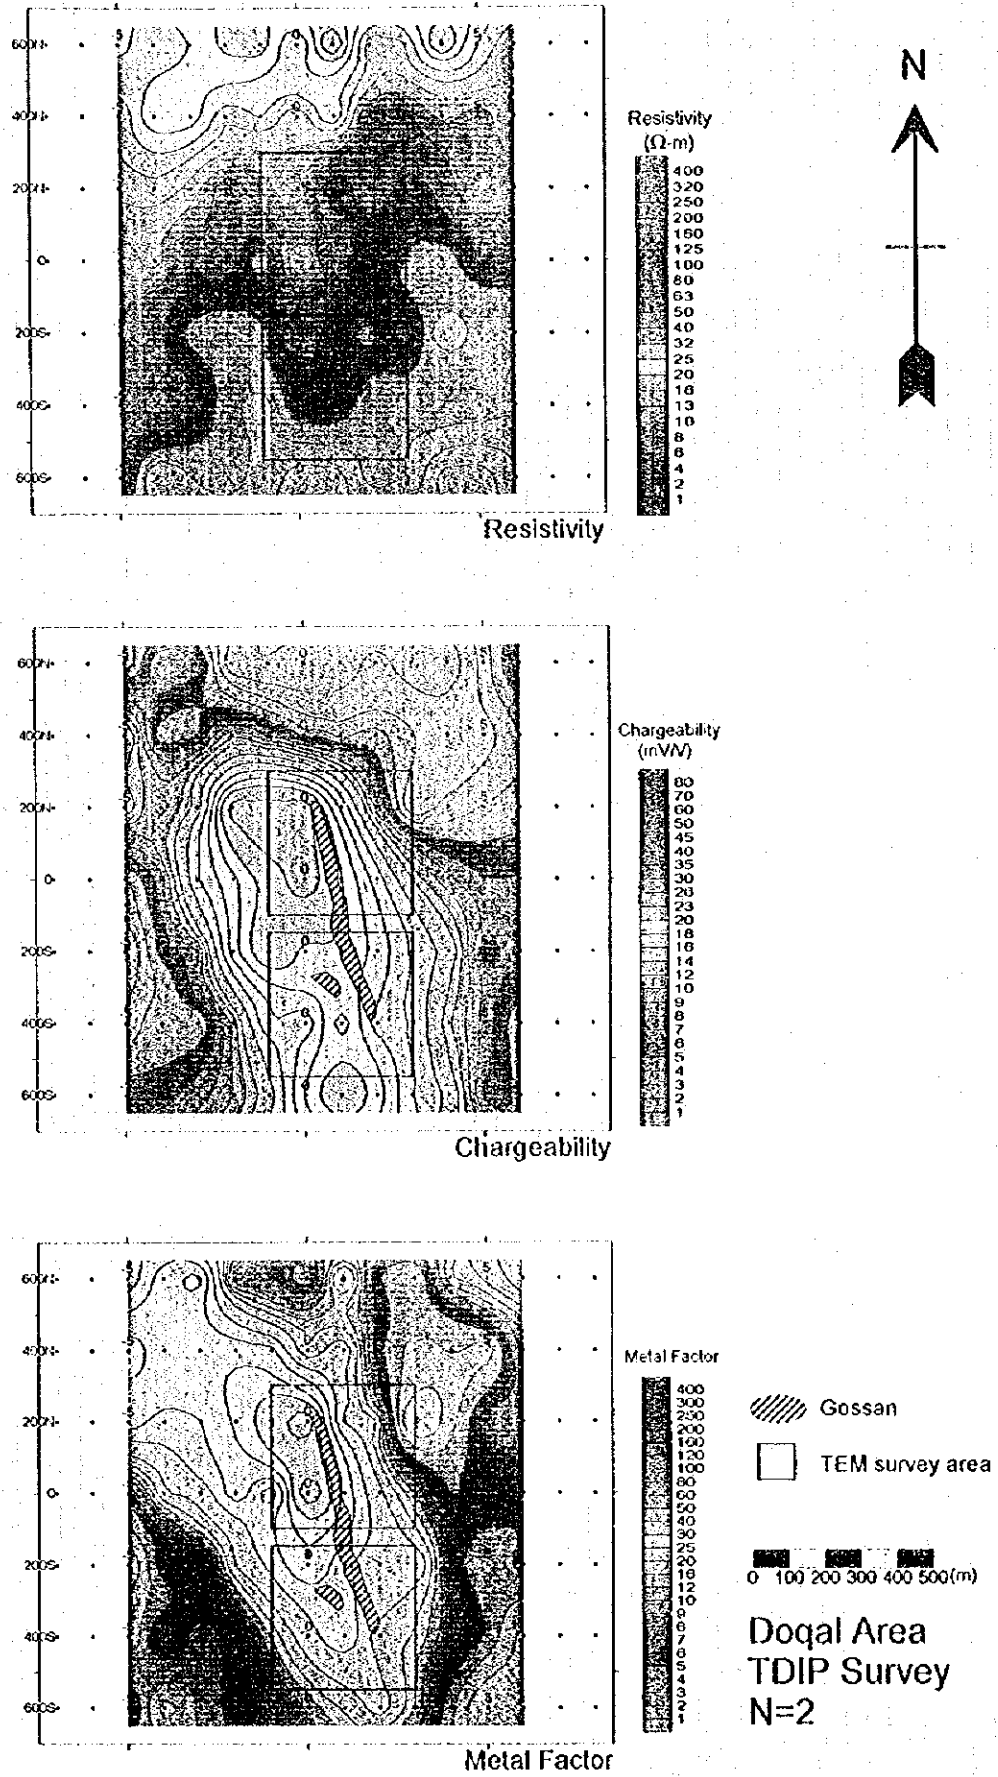 600N
400N
200N
0
200S
400S
600S
Resistivity
(Ω-m)
400
320
250
200
160
125
100
80
63
50
40
32
25
20
16
13
10
8
6
4
2
1
N
Resistivity
600N
400N
200N
0
200S
400S
600S
Chargeability
(mV/V)
80
70
60
50
45
40
35
30
26
23
20
18
16
14
12
10
9
8
7
6
5
4
3
2
1
Chargeability
600N
400N
200N
0
200S
400S
600S
Metal Factor
400
300
250
200
160
120
100
80
60
50
40
30
25
20
16
12
10
9
8
7
6
5
4
3
2
1
Gossan
TEM survey area
0 100 200 300 400 500(m)
Doqal Area
TDIP Survey
N=2
Metal Factor